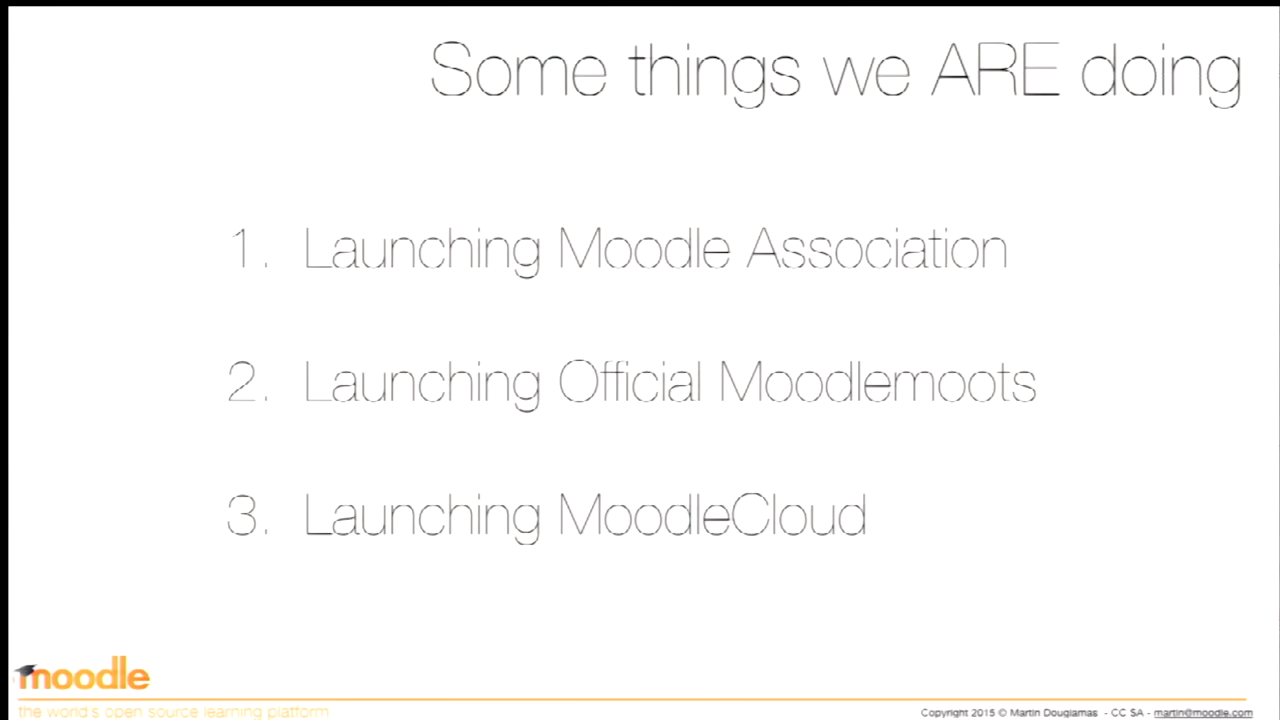 Some things we ARE doing
1. Launching Moodle Association
2. Launching Official Moodlemoots
3. Launching MoodleCloud
moodle
the world's open source learning platform
Copyright 2015 © Martin Dougiamas - CC SA - martin@moodle.com